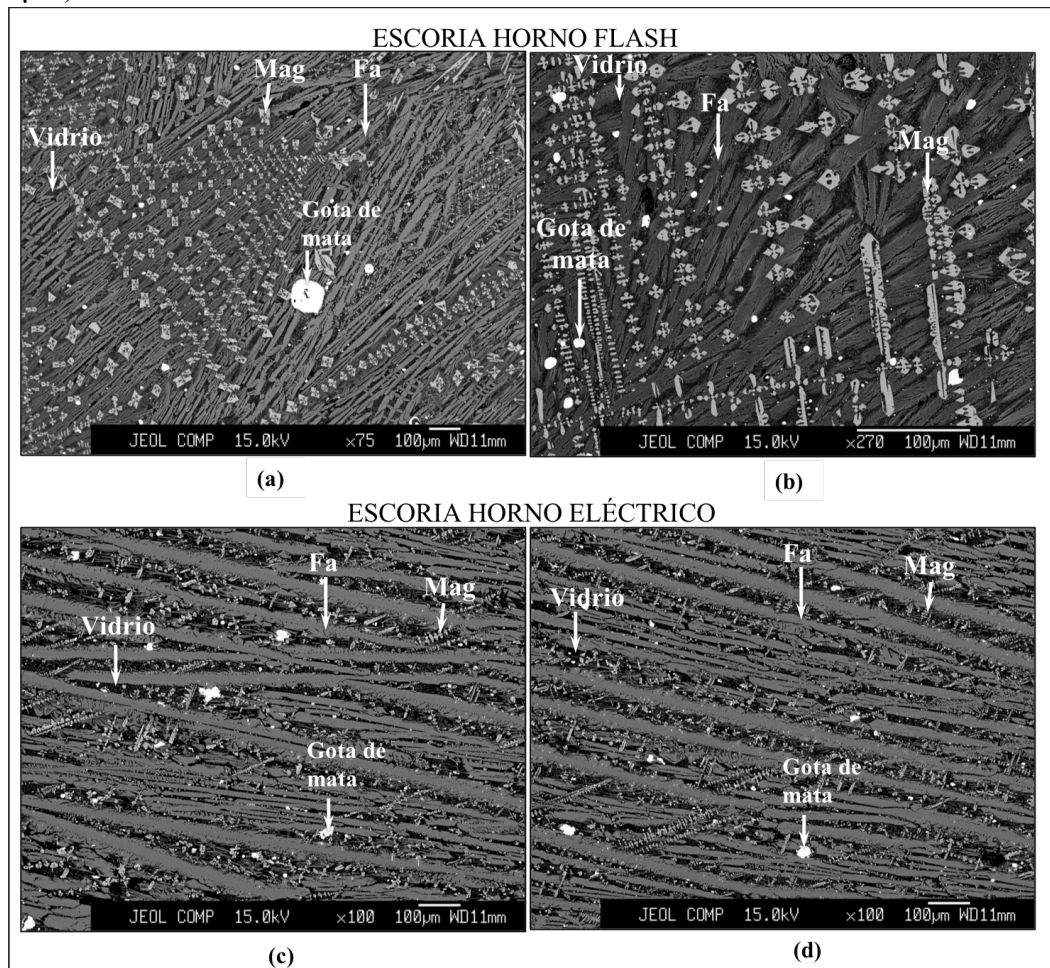 ESCORIA HORNO FLASH
Mag
Fa
Vidrio
Gota de
mata
JEOL COMP 15.0kV ×75 100µm WD11mm
(a)
Vidrio
Fa
Mag
Gota de
mata
JEOL COMP 15.0kV ×270 100µm WD11mm
(b)
ESCORIA HORNO ELÉCTRICO
Fa
Mag
Vidrio
Gota de
mata
JEOL COMP 15.0kV ×100 100µm WD11mm
(c)
Fa
Mag
Vidrio
Gota de
mata
JEOL COMP 15.0kV ×100 100µm WD11mm
(d)